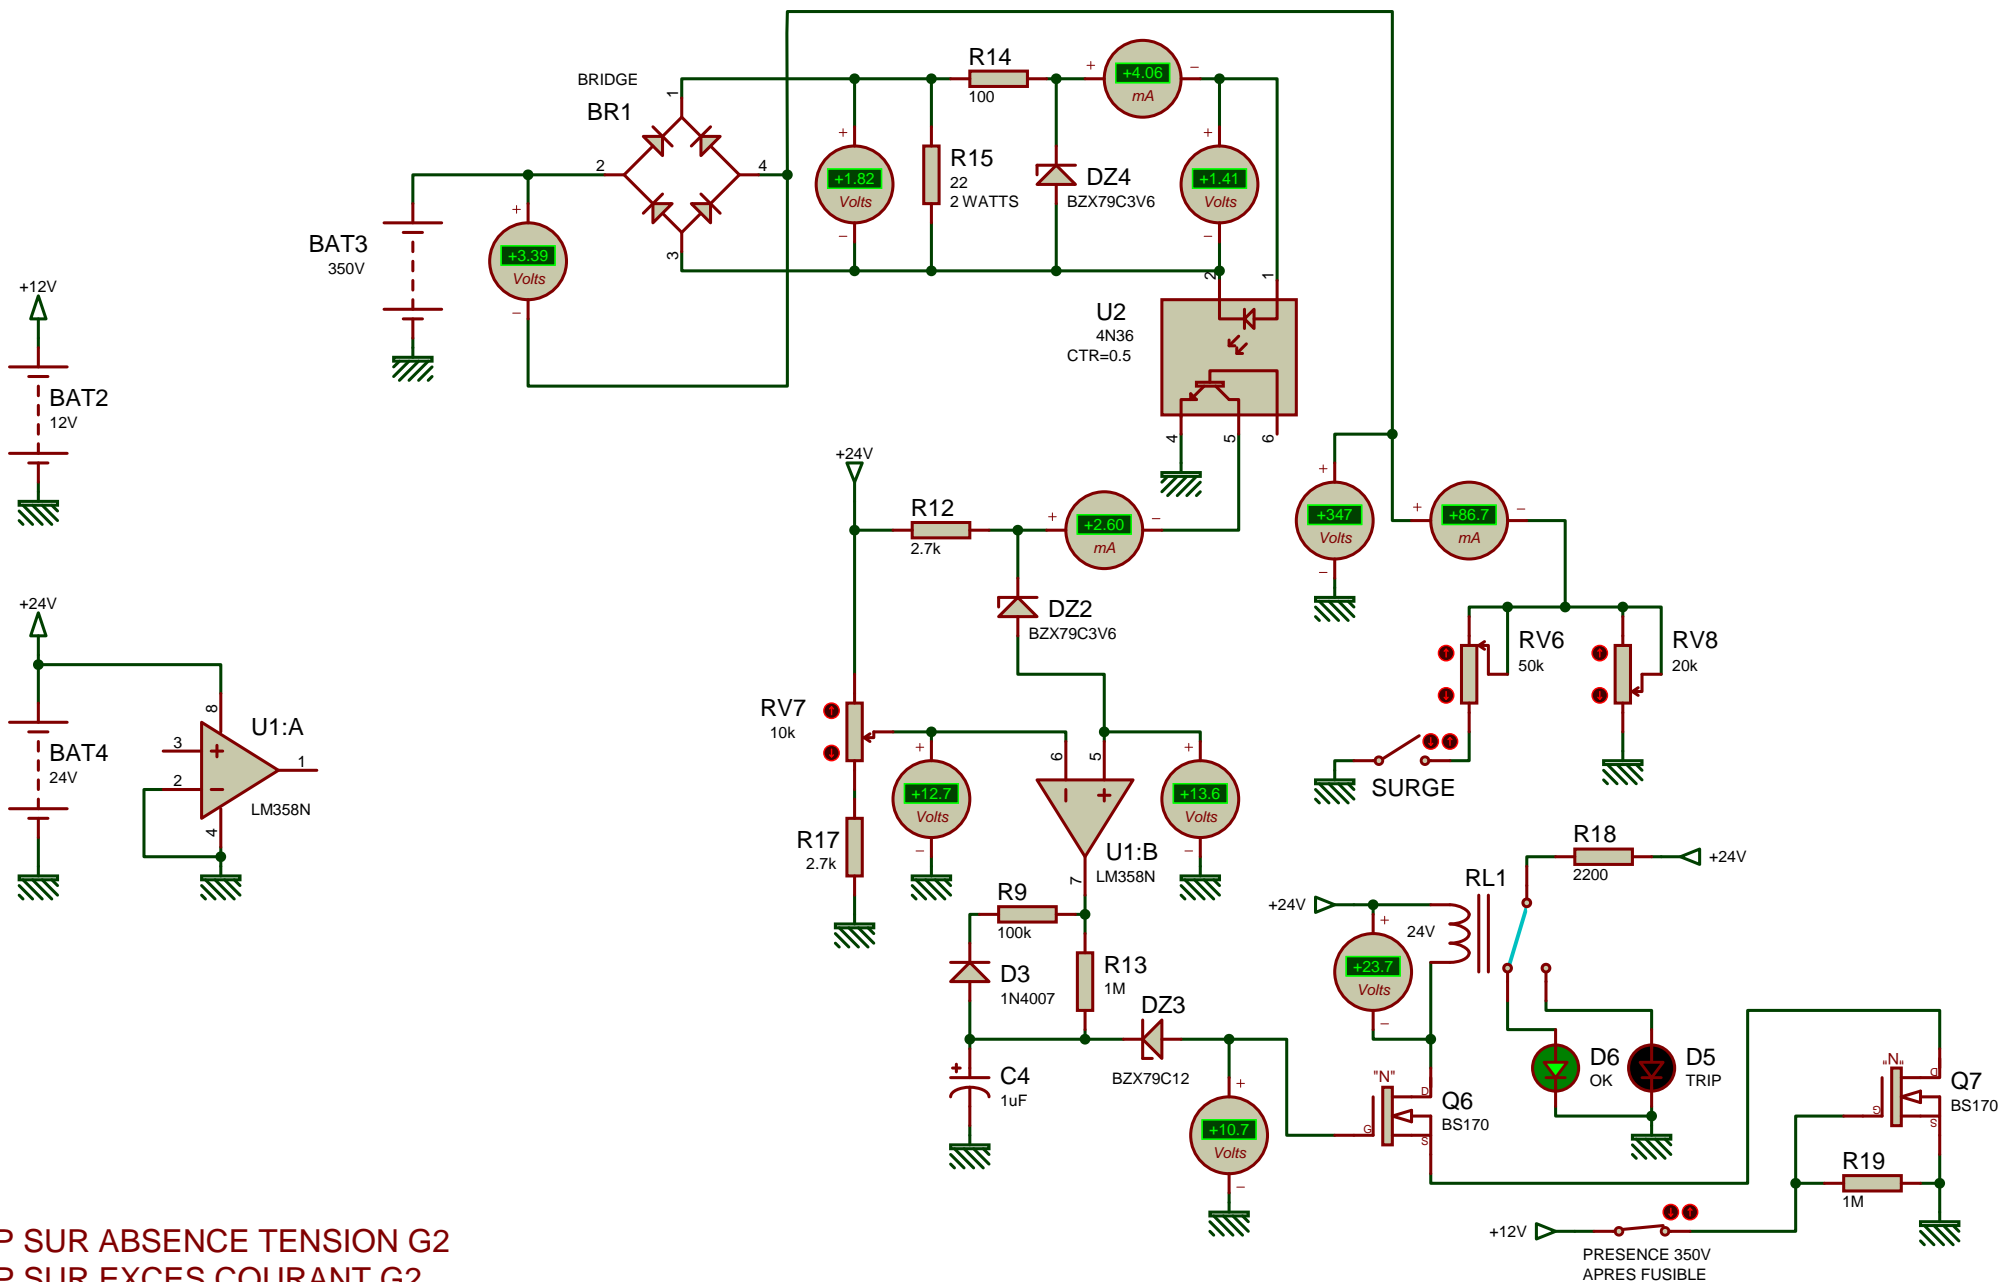 BRIDGE
BR1
1
2
4
3
R14
100
+
+4.06
mA
−
+
+1.82
Volts
−
R15
22
2 WATTS
DZ4
BZX79C3V6
+
+1.41
Volts
−
BAT3
350V
+
+3.39
Volts
−
+12V
BAT2
12V
2
1
U2
4N36
CTR=0.5
4
5
6
+24V
R12
2.7k
+
+2.60
mA
−
+
+347
Volts
−
+
+86.7
mA
−
DZ2
BZX79C3V6
RV6
50k
RV8
20k
SURGE
+24V
BAT4
24V
8
3
2
1
4
U1:A
LM358N
RV7
10k
R17
2.7k
+
+12.7
Volts
−
6
5
7
+
+13.6
Volts
−
U1:B
LM358N
R9
100k
D3
1N4007
R13
1M
DZ3
BZX79C12
C4
1uF
+
+10.7
Volts
−
R18
2200
+24V
RL1
24V
+24V
+
+23.7
Volts
−
D6
OK
D5
TRIP
"N"
D
G
S
Q6
BS170
"N"
D
G
S
Q7
BS170
R19
1M
+12V
PRESENCE 350V
APRES FUSIBLE
P SUR ABSENCE TENSION G2
P SUR EXCES COURANT G2